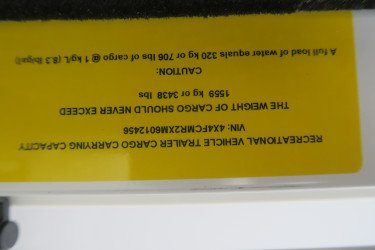 RECREATIONAL VEHICLE TRAILER CARGO CARRYING CAPACITY
VIN: 4X4FCMR2XM6012456
THE WEIGHT OF CARGO SHOULD NEVER EXCEED
1559 kg or 3438 lbs
CAUTION:
A full load of water equals 320 kg or 706 lbs of cargo @ 1 kg/L (8.3 lb/gal)